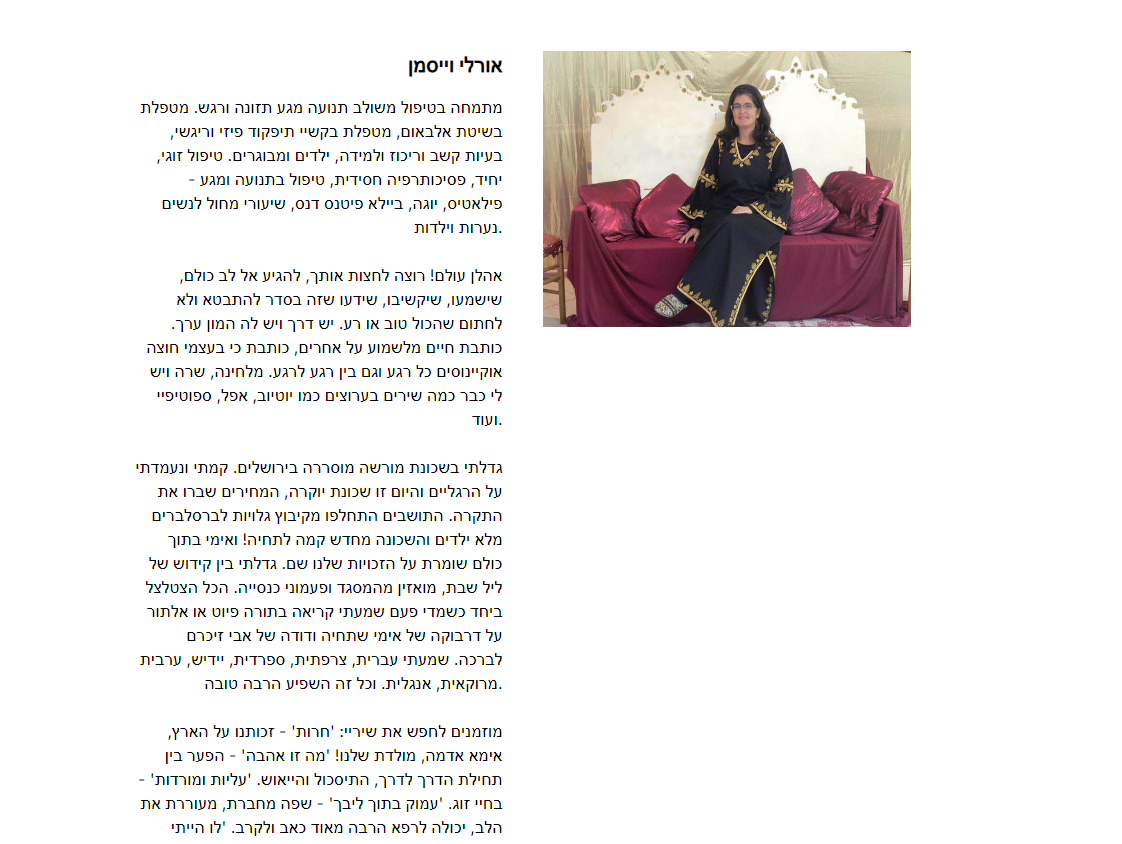 אורלי וייסמן
מתמחה בטיפול משולב תנועה מגע תזונה ורגש. מטפלת
בשיטת אלבאום, מטפלת בקשיי תיפקוד פיזי וריגשי,
בעיות קשב וריכוז ולמידה, ילדים ומבוגרים. טיפול זוגי,
יחיד, פסיכותרפיה חסידית, טיפול בתנועה ומגע -
פילאטיס, יוגה, ביילא פיטנס דנס, שיעורי מחול לנשים
נערות וילדות.
אהלן עולם! רוצה לחצות אותך, להגיע אל לב כולם,
שישמעו, שיקשיבו, שידעו שזה בסדר להתבטא ולא
לחתום שהכול טוב או רע. יש דרך ויש לה המון ערך.
כותבת חיים מלשמוע על אחרים, כותבת כי בעצמי חוצה
אוקיינוסים כל רגע וגם בין רגע לרגע. מלחינה, שרה ויש
לי כבר כמה שירים בערוצים כמו יוטיוב, אפל, ספוטיפיי
ועוד.
גדלתי בשכונת מורשה מוסררה בירושלים. קמתי ונעמדתי
על הרגליים והיום זו שכונת יוקרה, המחירים שברו את
התקרה. התושבים התחלפו מקיבוץ גלויות לברסלברים
מלא ילדים והשכונה מחדש קמה לתחיה! ואימי בתוך
כולם שומרת על הזכויות שלנו שם. גדלתי בין קידוש של
ליל שבת, מואזין מהמסגד ופעמוני כנסייה. הכל הצטלצל
ביחד כשמדי פעם שמעתי קריאה בתורה פיוט או אלתור
על דרבוקה של אימי שתחיה ודודה של אבי זיכרם
לברכה. שמעתי עברית, צרפתית, ספרדית, יידיש, ערבית
מרוקאית, אנגלית. וכל זה השפיע הרבה טובה.
מוזמנים לחפש את שיריי: 'חרות' - זכותנו על הארץ,
אימא אדמה, מולדת שלנו! 'מה זו אהבה' - הפער בין
תחילת הדרך לדרך, התיסכול והייאוש. 'עליות ומורדות' -
בחיי זוג. 'עמוק בתוך ליבך' - שפה מחברת, מעוררת את
הלב, יכולה לרפא הרבה מאוד כאב ולקרב. 'לו הייתי